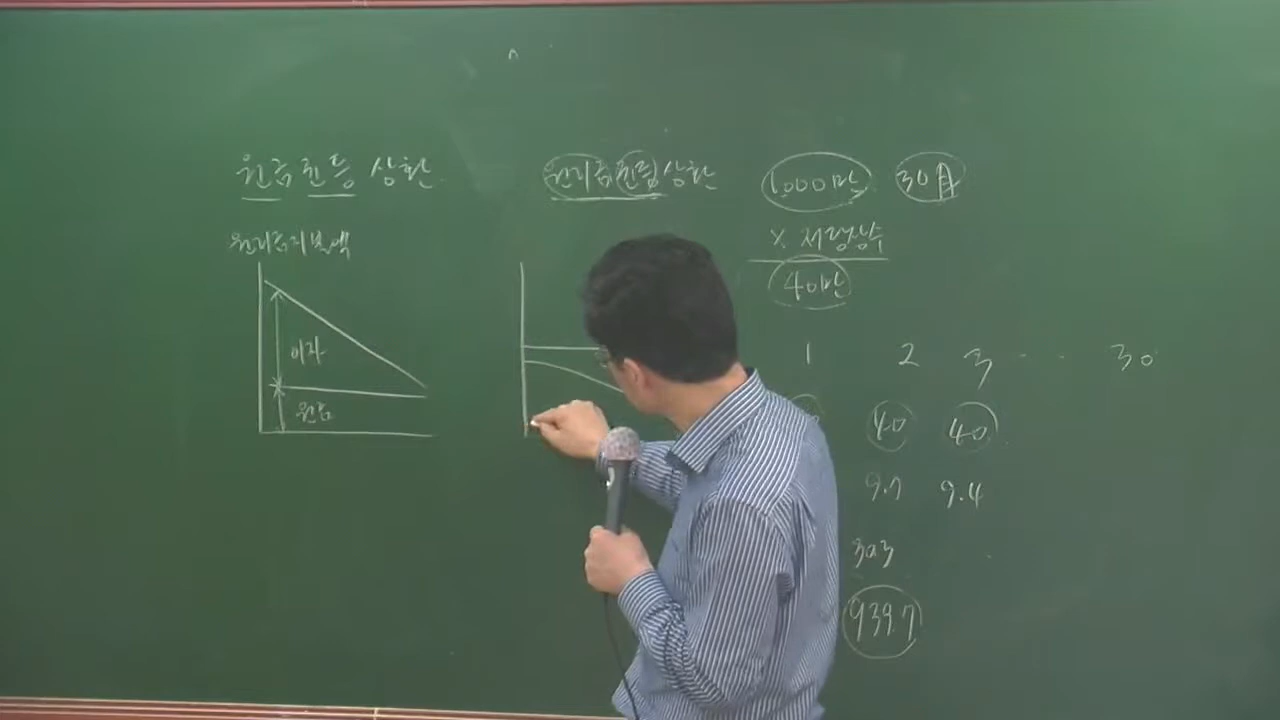 원금균등 상환
원리금균등상환
1,000만
30年
원리금지불액
× 저당상수
40만
이자
원금
1 2 3 · · 30
40 40
9.7 9.4
30.3
939.7